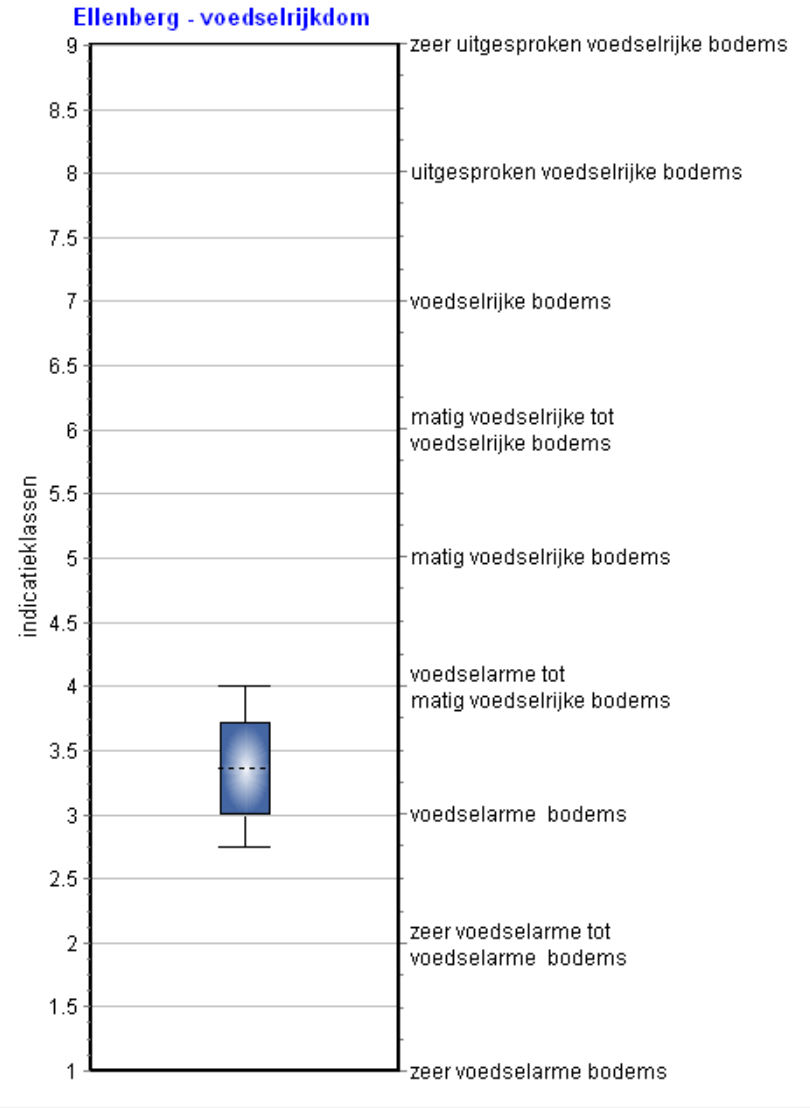 Ellenberg - voedselrijkdom
9
zeer uitgesproken voedselrijke bodems
8.5
8
uitgesproken voedselrijke bodems
7.5
7
voedselrijke bodems
6.5
matig voedselrijke tot
6
voedselrijke bodems
indicatieklassen
5.5
5
matig voedselrijke bodems
4.5
voedselarme tot
4
matig voedselrijke bodems
3.5
3
voedselarme bodems
2.5
zeer voedselarme tot
2
voedselarme bodems
1.5
1
zeer voedselarme bodems